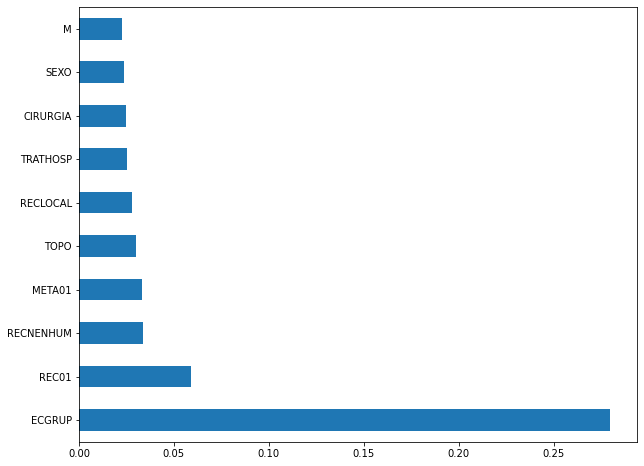 M
SEXO
CIRURGIA
TRATHOSP
RECLOCAL
TOPO
META01
RECNENHUM
REC01
ECGRUP
0.00 0.05 0.10 0.15 0.20 0.25